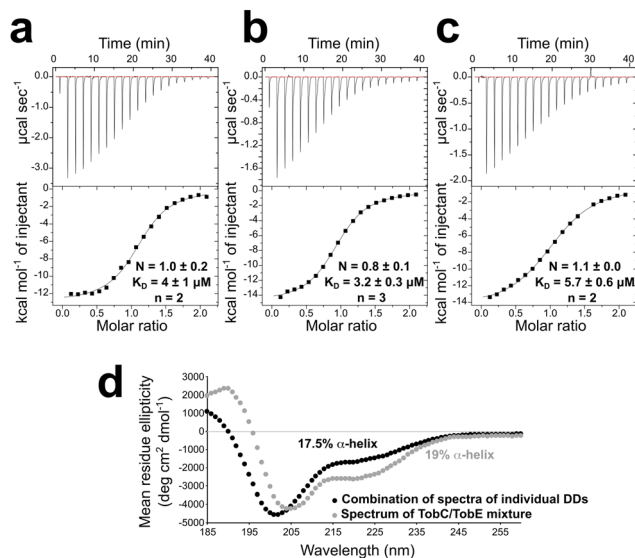 a
b
c
Time (min)
Time (min)
Time (min)
0 10 20 30 40
0 10 20 30 40
0 10 20 30 40
µcal sec⁻¹
0.0
-1.0
-2.0
-3.0
µcal sec⁻¹
0.0
-0.4
-0.8
-1.2
-1.6
µcal sec⁻¹
0.0
-0.5
-1.0
-1.5
-2.0
kcal mol⁻¹ of injectant
0
-2
-4
-6
-8
-10
-12
N = 1.0 ± 0.2
K_D = 4 ± 1 µM
n = 2
0.0 0.5 1.0 1.5 2.0
Molar ratio
kcal mol⁻¹ of injectant
0
-2
-4
-6
-8
-10
-12
-14
N = 0.8 ± 0.1
K_D = 3.2 ± 0.3 µM
n = 3
0.0 0.5 1.0 1.5 2.0
Molar ratio
kcal mol⁻¹ of injectant
0
-2
-4
-6
-8
-10
-12
-14
N = 1.1 ± 0.0
K_D = 5.7 ± 0.6 µM
n = 2
0.0 0.5 1.0 1.5 2.0
Molar ratio
d
Mean residue ellipticity
(deg cm² dmol⁻¹)
3000
2000
1000
0
-1000
-2000
-3000
-4000
-5000
17.5% α-helix
19% α-helix
Combination of spectra of individual DDs
Spectrum of TobC/TobE mixture
185 195 205 215 225 235 245 255
Wavelength (nm)